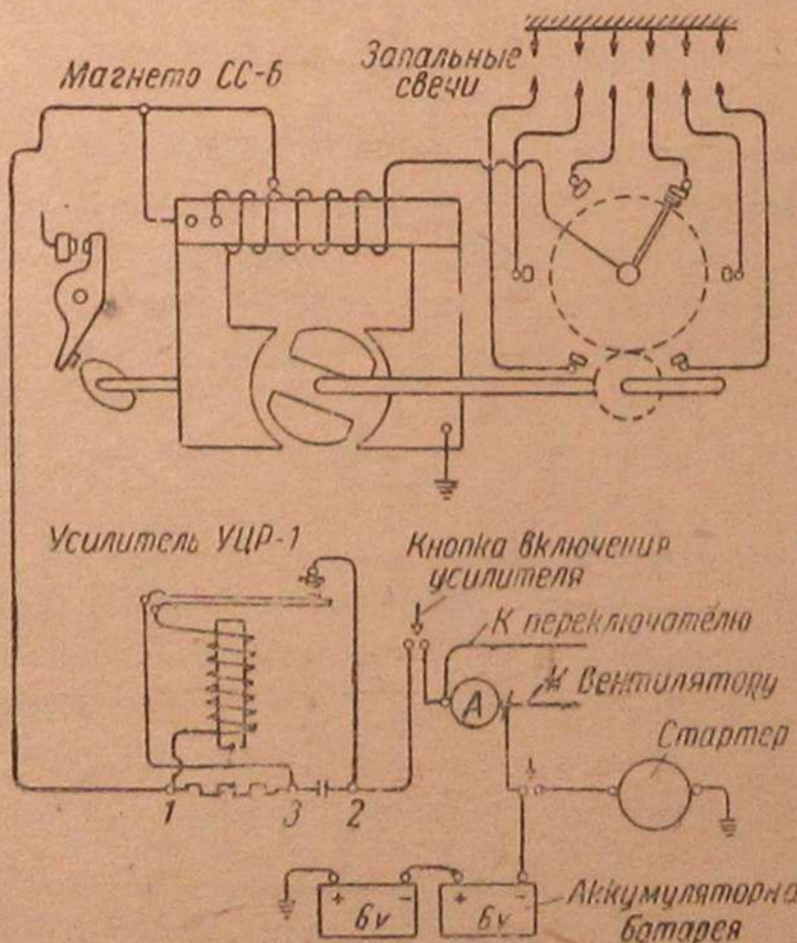 Магнето СС-6
Запальные
свечи
Усилитель УЦР-1
Кнопка включения
усилителя
К переключателю
А
К вентилятору
Стартер
1
3
2
+ 6v -
+ 6v -
Аккумуляторна
батарея